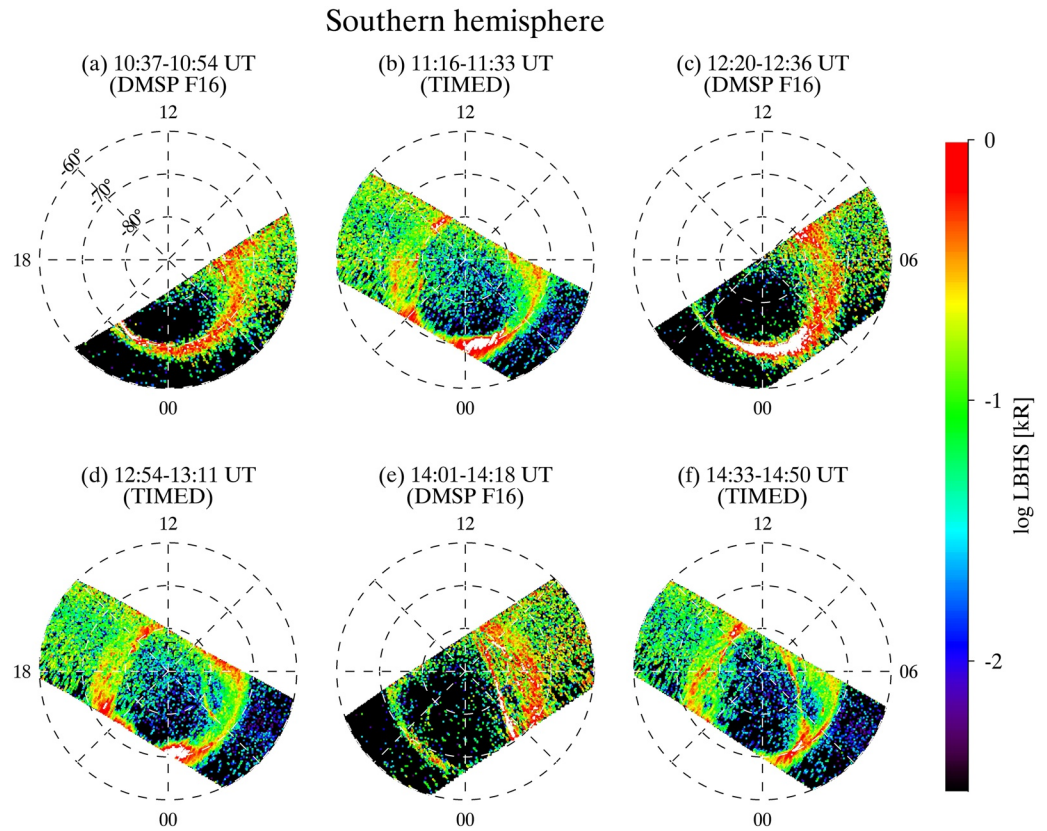 Southern hemisphere
(a) 10:37-10:54 UT
(DMSP F16)
(b) 11:16-11:33 UT
(TIMED)
(c) 12:20-12:36 UT
(DMSP F16)
12
12
12
-60°
-70°
-80°
18
06
00
00
00
0
-1
-2
log LBHS [kR]
(d) 12:54-13:11 UT
(TIMED)
(e) 14:01-14:18 UT
(DMSP F16)
(f) 14:33-14:50 UT
(TIMED)
12
12
12
18
06
00
00
00